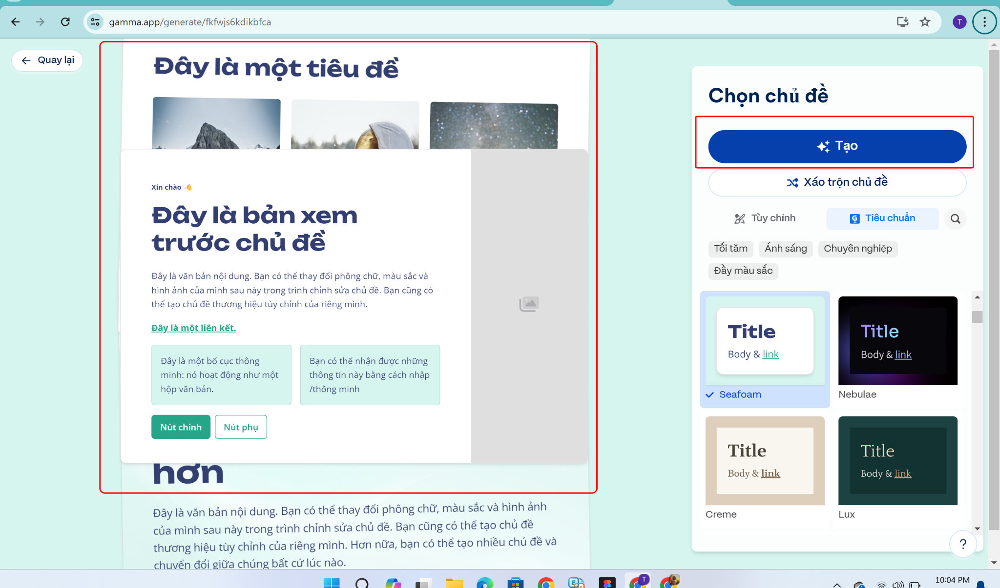 gamma.app/generate/fkfwjs6kdikbfca
T
Quay lại
Đây là một tiêu đề
Xin chào 👋
Đây là bản xem
trước chủ đề
Đây là văn bản nội dung. Bạn có thể thay đổi phông chữ, màu sắc và
hình ảnh của mình sau này trong trình chỉnh sửa chủ đề. Bạn cũng có
thể tạo chủ đề thương hiệu tùy chỉnh của riêng mình.
Đây là một liên kết.
Đây là một bố cục thông
minh: nó hoạt động như một
hộp văn bản.
Bạn có thể nhận được những
thông tin này bằng cách nhập
/thông minh
Nút chính
Nút phụ
hơn
Đây là văn bản nội dung. Bạn có thể thay đổi phông chữ, màu sắc và hình ảnh
của mình sau này trong trình chỉnh sửa chủ đề. Bạn cũng có thể tạo chủ đề
thương hiệu tùy chỉnh của riêng mình. Hơn nữa, bạn có thể tạo nhiều chủ đề và
chuyển đổi giữa chúng bất cứ lúc nào.
Chọn chủ đề
Tạo
Xáo trộn chủ đề
Tùy chỉnh
Tiêu chuẩn
Tối tăm
Ánh sáng
Chuyên nghiệp
Đầy màu sắc
Title
Body & link
Seafoam
Title
Body & link
Nebulae
Title
Body & link
Creme
Title
Body & link
Lux
?
T
10:04 PM